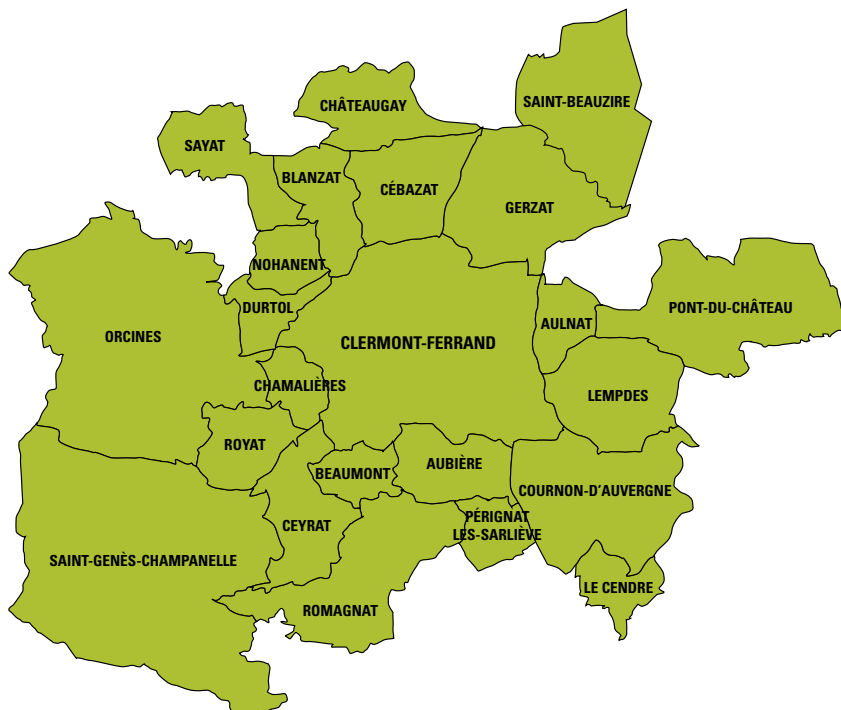 SAINT-BEAUZIRE
CHÂTEAUGAY
SAYAT
BLANZAT
CÉBAZAT
GERZAT
NOHANENT
DURTOL
PONT-DU-CHÂTEAU
AULNAT
ORCINES
CLERMONT-FERRAND
CHAMALIÈRES
LEMPDES
ROYAT
AUBIÈRE
BEAUMONT
COURNON-D'AUVERGNE
PÉRIGNAT
LES-SARLIÈVE
CEYRAT
SAINT-GENÈS-CHAMPANELLE
LE CENDRE
ROMAGNAT